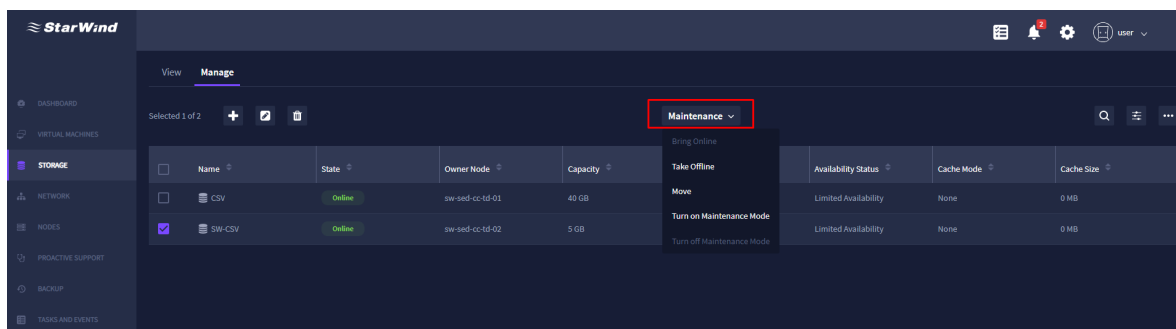 StarWind
2
user
View Manage
DASHBOARD
Selected 1 of 2
Maintenance
VIRTUAL MACHINES
Bring Online
STORAGE
Name State Owner Node Capacity Take Offline Availability Status Cache Mode Cache Size
Move
NETWORK
CSV Online sw-sed-cc-td-01 40 GB Limited Availability None 0 MB
Turn on Maintenance Mode
NODES
SW-CSV Online sw-sed-cc-td-02 5 GB Limited Availability None 0 MB
Turn off Maintenance Mode
PROACTIVE SUPPORT
BACKUP
TASKS AND EVENTS